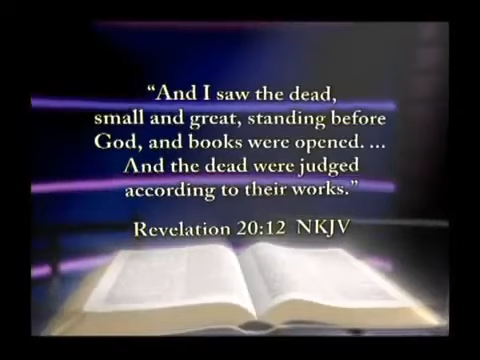 “And I saw the dead,
small and great, standing before
God, and books were opened. ...
And the dead were judged
according to their works.”
Revelation 20:12 NKJV